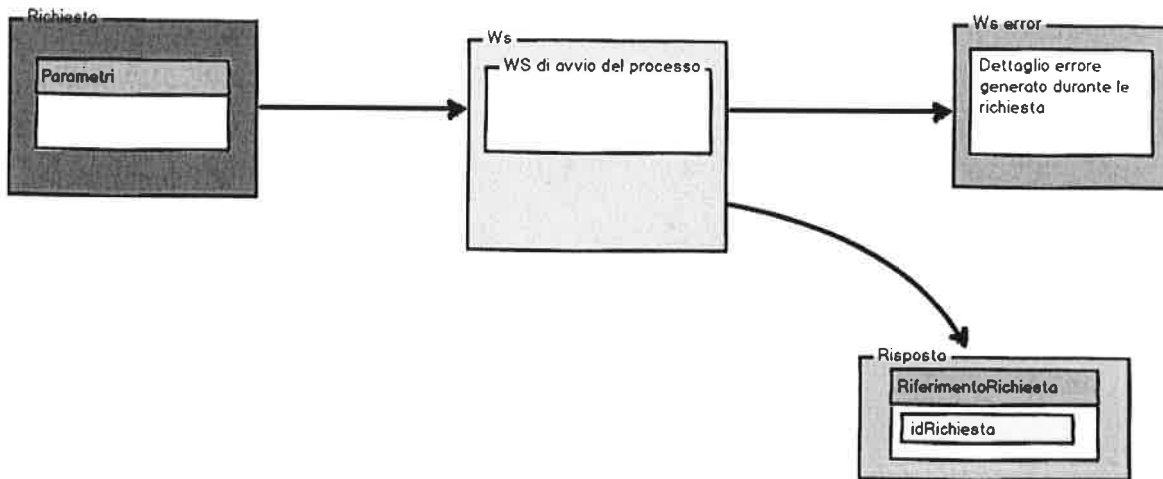 Richiesta
Parametri
Ws
WS di avvio del processo
Ws error
Dettaglio errore
generato durante le
richiesta
Risposta
RiferimentoRichiesta
idRichiesta